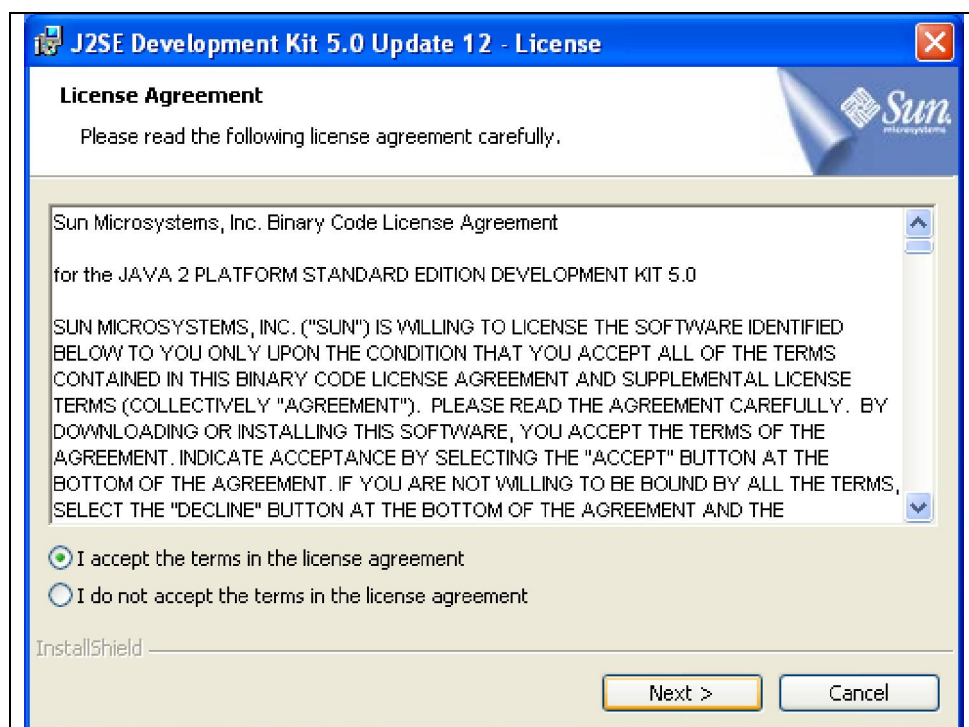 J2SE Development Kit 5.0 Update 12 - License
License Agreement
Please read the following license agreement carefully.
Sun
microsystems
Sun Microsystems, Inc. Binary Code License Agreement
for the JAVA 2 PLATFORM STANDARD EDITION DEVELOPMENT KIT 5.0
SUN MICROSYSTEMS, INC. ("SUN") IS WILLING TO LICENSE THE SOFTWARE IDENTIFIED
BELOW TO YOU ONLY UPON THE CONDITION THAT YOU ACCEPT ALL OF THE TERMS
CONTAINED IN THIS BINARY CODE LICENSE AGREEMENT AND SUPPLEMENTAL LICENSE
TERMS (COLLECTIVELY "AGREEMENT").  PLEASE READ THE AGREEMENT CAREFULLY.  BY
DOWNLOADING OR INSTALLING THIS SOFTWARE, YOU ACCEPT THE TERMS OF THE
AGREEMENT. INDICATE ACCEPTANCE BY SELECTING THE "ACCEPT" BUTTON AT THE
BOTTOM OF THE AGREEMENT. IF YOU ARE NOT WILLING TO BE BOUND BY ALL THE TERMS,
SELECT THE "DECLINE" BUTTON AT THE BOTTOM OF THE AGREEMENT AND THE
I accept the terms in the license agreement
I do not accept the terms in the license agreement
InstallShield
Next >
Cancel